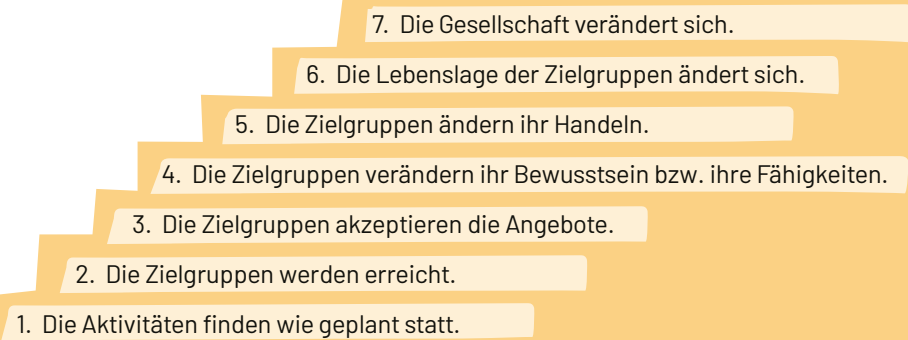 7. Die Gesellschaft verändert sich.
6. Die Lebenslage der Zielgruppen ändert sich.
5. Die Zielgruppen ändern ihr Handeln.
4. Die Zielgruppen verändern ihr Bewusstsein bzw. ihre Fähigkeiten.
3. Die Zielgruppen akzeptieren die Angebote.
2. Die Zielgruppen werden erreicht.
1. Die Aktivitäten finden wie geplant statt.